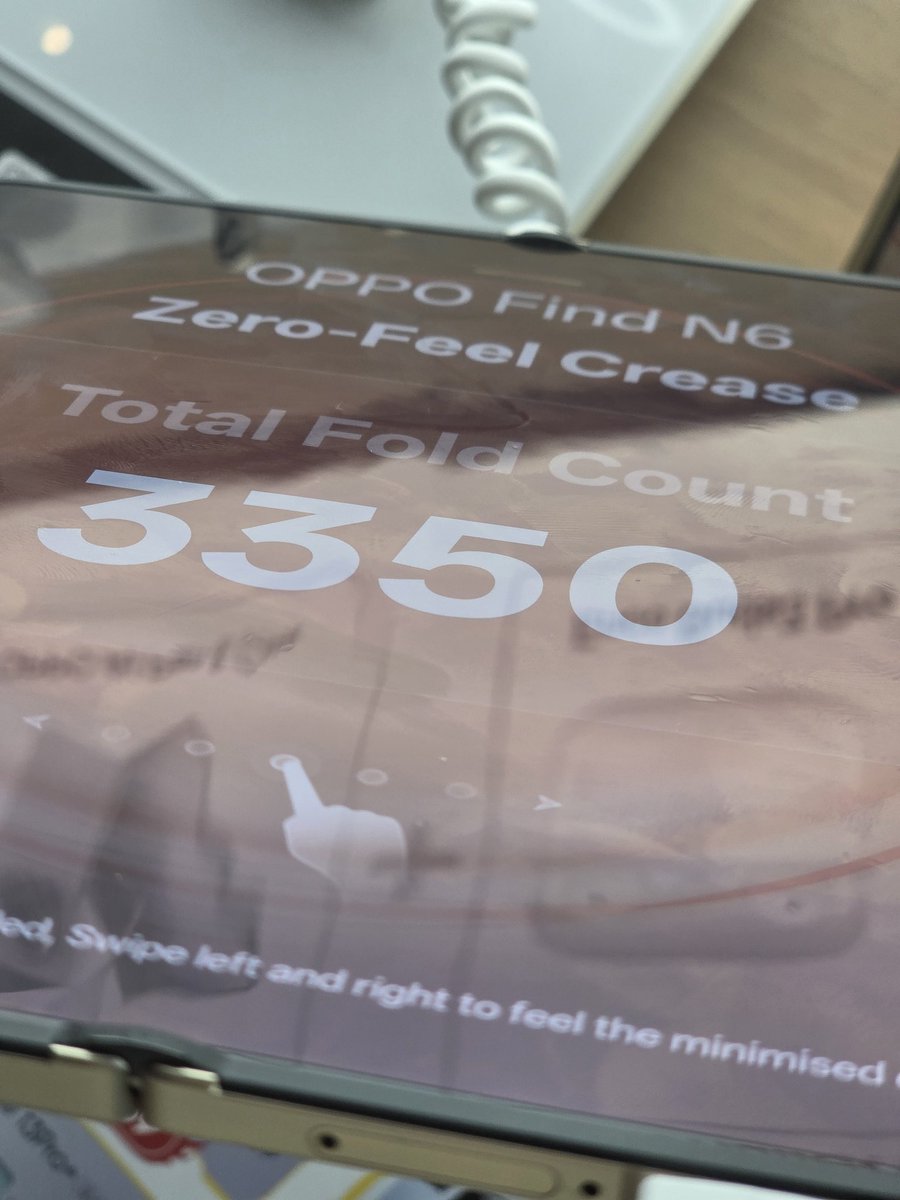 OPPO Find N6
Zero-Feel Crease
Total Fold Count
3350
Swipe left and right to feel the minimised